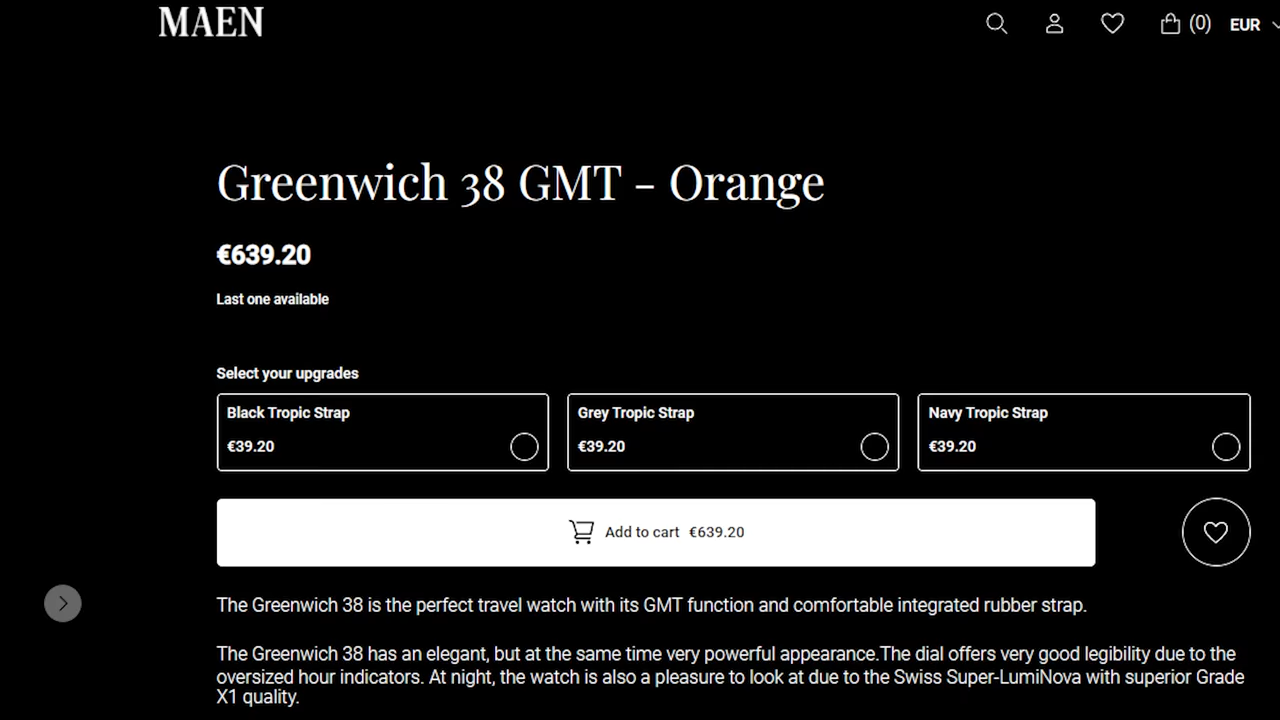 MAEN
(0) EUR
Greenwich 38 GMT – Orange
€639.20
Last one available
Select your upgrades
Black Tropic Strap
€39.20
Grey Tropic Strap
€39.20
Navy Tropic Strap
€39.20
Add to cart €639.20
The Greenwich 38 is the perfect travel watch with its GMT function and comfortable integrated rubber strap.
The Greenwich 38 has an elegant, but at the same time very powerful appearance.The dial offers very good legibility due to the
oversized hour indicators. At night, the watch is also a pleasure to look at due to the Swiss Super-LumiNova with superior Grade
X1 quality.